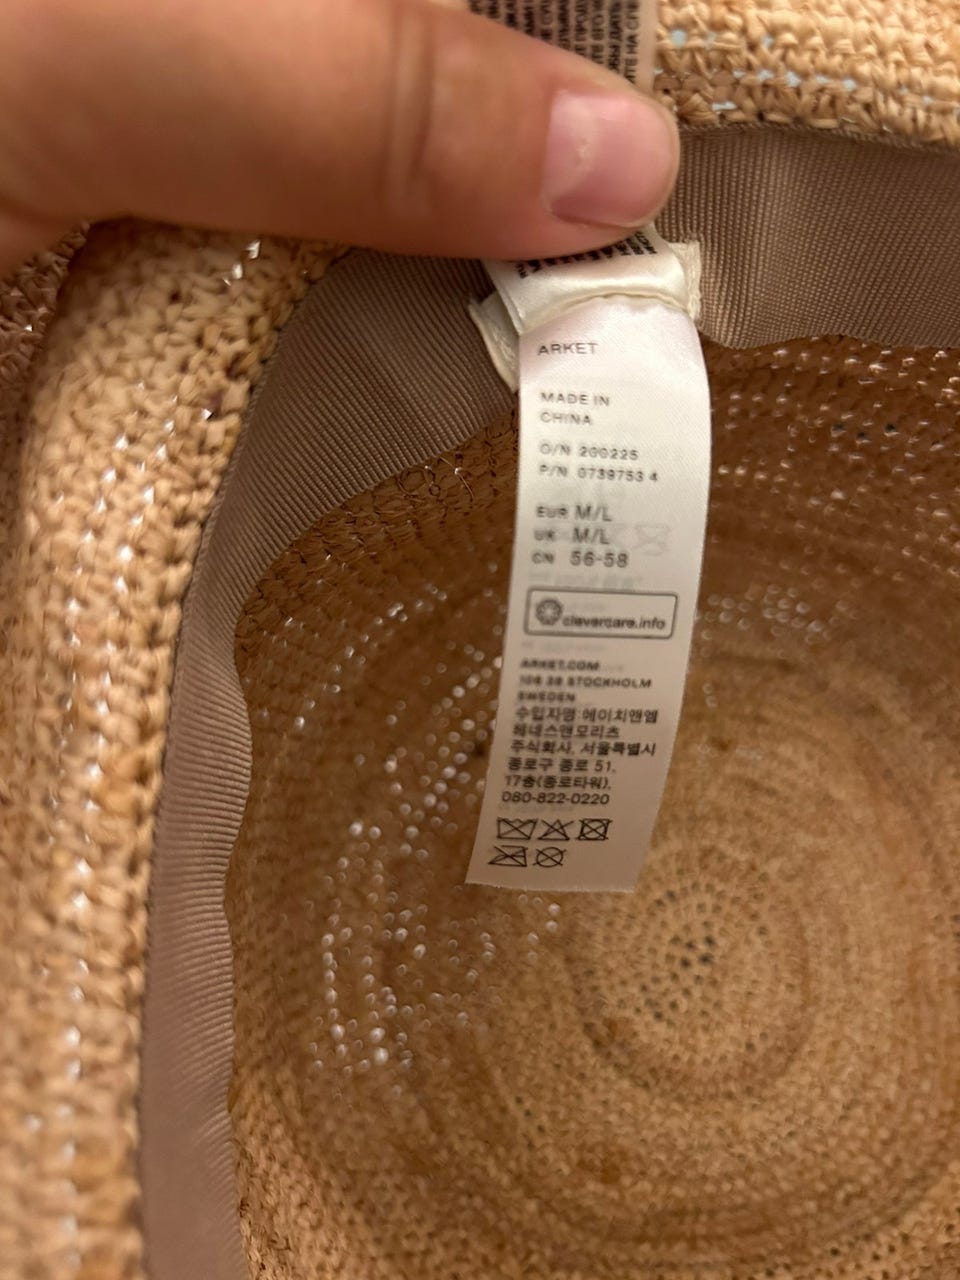 ARKET
MADE IN
CHINA
O/N 200225
P/N 0739753 4
EUR M/L
UK M/L
CN 56-58
clevercare.info
ARKET.COM
106 38 STOCKHOLM
SWEDEN
수입자명:에이치앤엠
헤네스앤모리츠
주식회사, 서울특별시
종로구 종로 51,
17층(종로타워),
080-822-0220